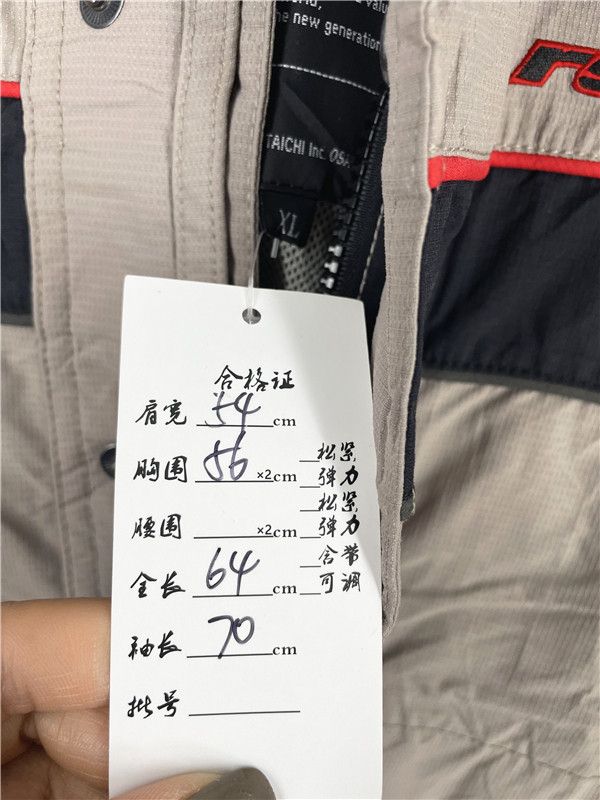 the new generation
TAICHI Inc. OSA
XL
合格证
肩宽 54 cm
胸围 56 ×2cm 松紧 弹力
腰围 ×2cm 松紧 弹力
全长 64 cm 含带 可调
袖长 70 cm
批号